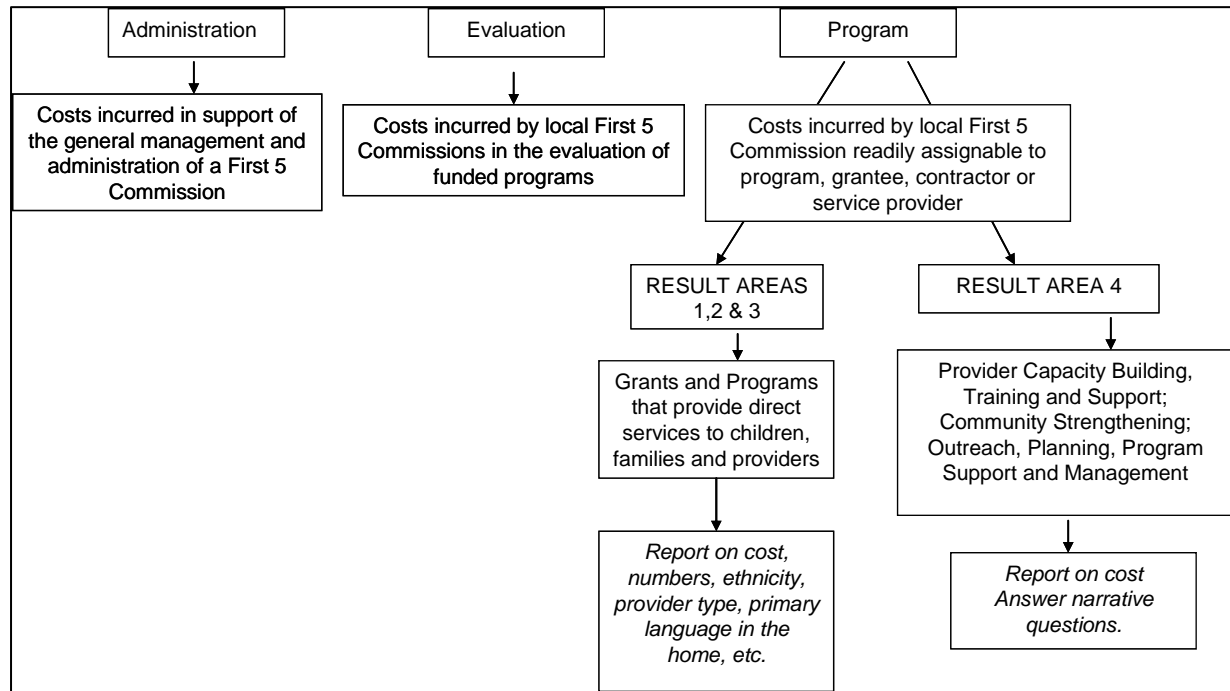 Administration
Evaluation
Program
Costs incurred in support of
the general management and
administration of a First 5
Commission
Costs incurred by local First 5
Commissions in the evaluation of
funded programs
Costs incurred by local First 5
Commission readily assignable to
program, grantee, contractor or
service provider
RESULT AREAS
1,2 & 3
RESULT AREA 4
Grants and Programs
that provide direct
services to children,
families and providers
Provider Capacity Building,
Training and Support;
Community Strengthening;
Outreach, Planning, Program
Support and Management
Report on cost,
numbers, ethnicity,
provider type, primary
language in the
home, etc.
Report on cost
Answer narrative
questions.